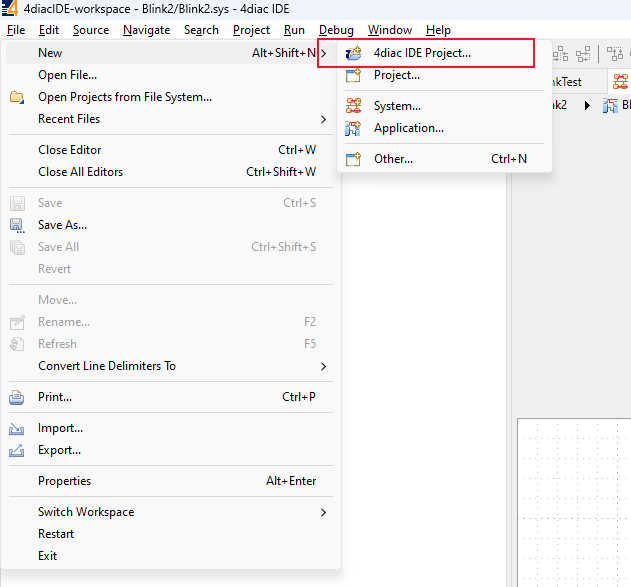 4diacIDE-workspace - Blink2/Blink2.sys - 4diac IDE
File Edit Source Navigate Search Project Run Debug Window Help
New Alt+Shift+N
4diac IDE Project...
Open File...
Project...
Open Projects from File System...
System...
Recent Files
Application...
Close Editor Ctrl+W
Other... Ctrl+N
Close All Editors Ctrl+Shift+W
Save Ctrl+S
Save As...
Save All Ctrl+Shift+S
Revert
Move...
Rename... F2
Refresh F5
Convert Line Delimiters To
Print... Ctrl+P
Import...
Export...
Properties Alt+Enter
Switch Workspace
Restart
Exit